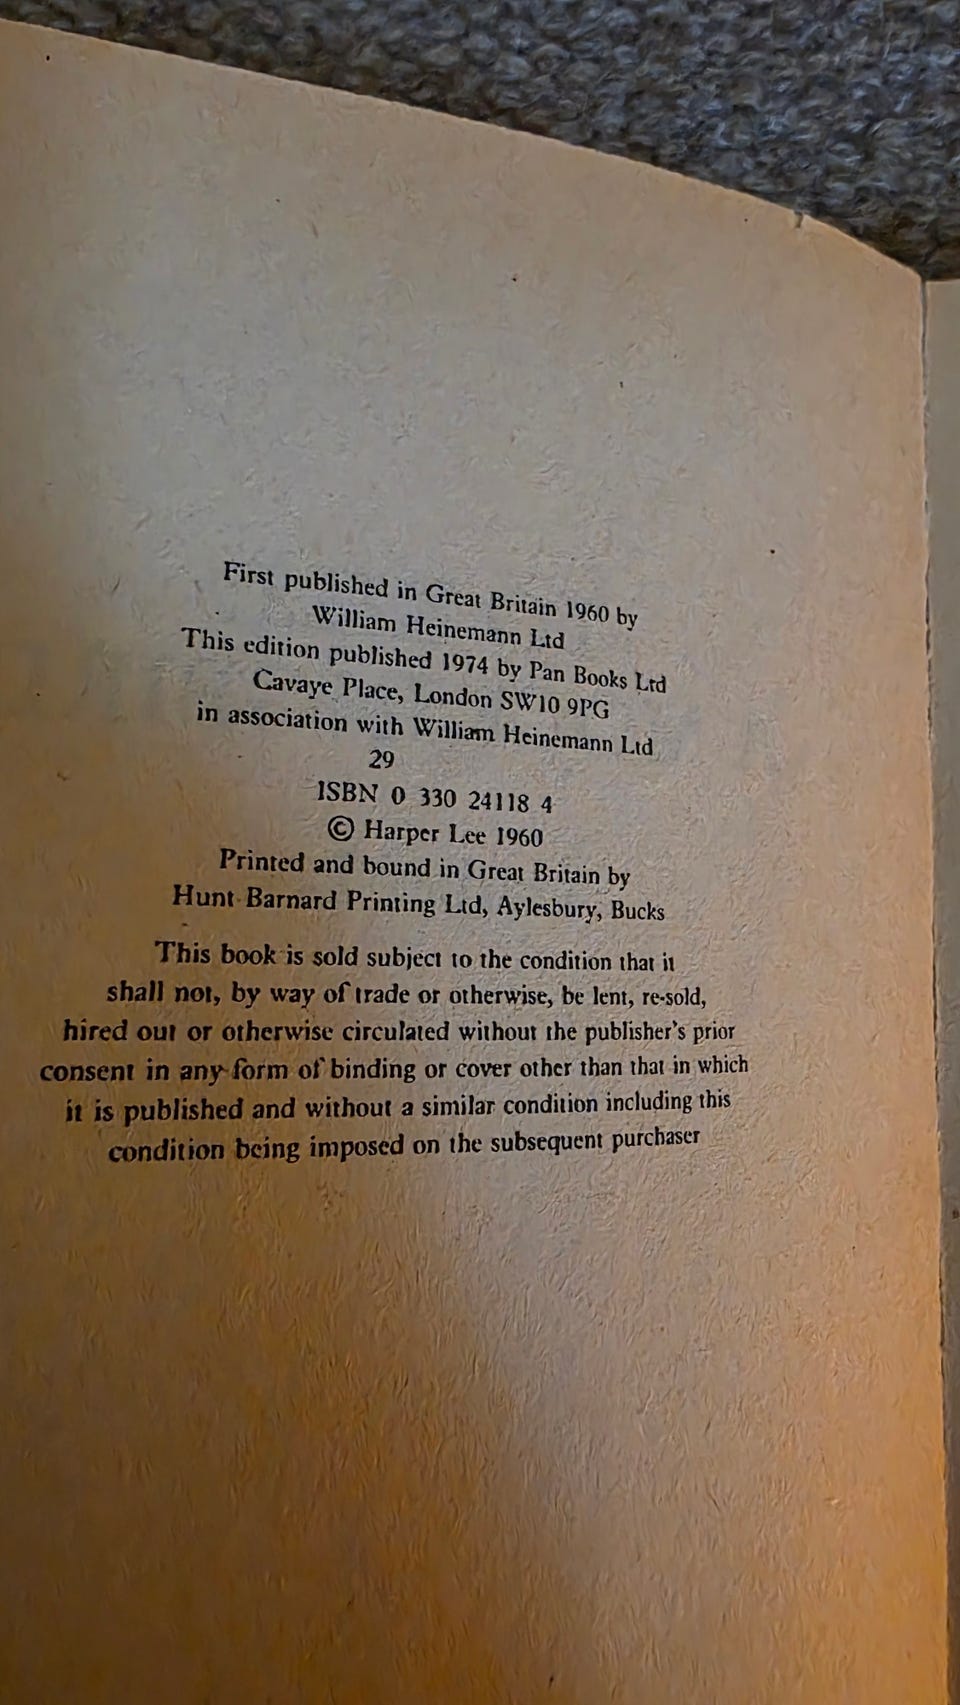 First published in Great Britain 1960 by
William Heinemann Ltd
This edition published 1974 by Pan Books Ltd
Cavaye Place, London SW10 9PG
in association with William Heinemann Ltd
29
ISBN 0 330 24118 4
© Harper Lee 1960
Printed and bound in Great Britain by
Hunt Barnard Printing Ltd, Aylesbury, Bucks
This book is sold subject to the condition that it
shall not, by way of trade or otherwise, be lent, re-sold,
hired out or otherwise circulated without the publisher's prior
consent in any form of binding or cover other than that in which
it is published and without a similar condition including this
condition being imposed on the subsequent purchaser